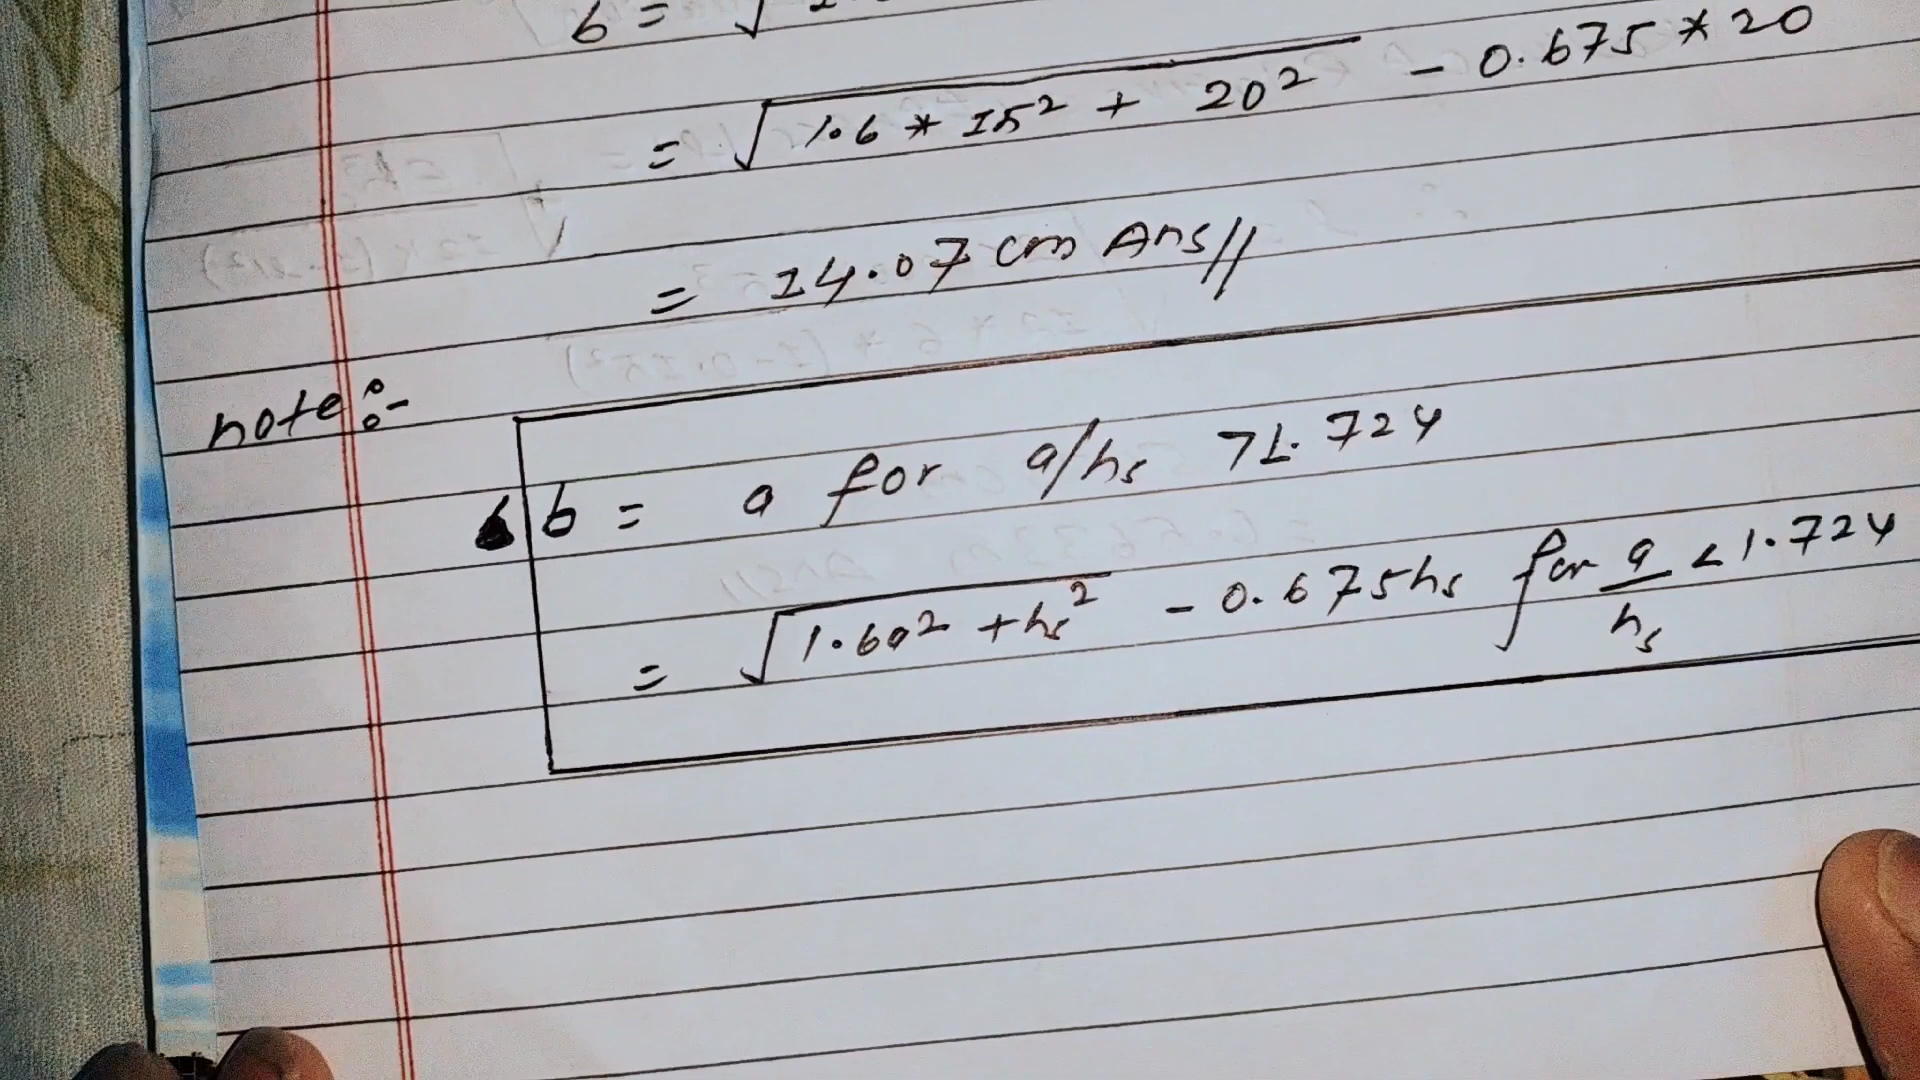 b = √
= √1.6 * 15² + 20² - 0.675 * 20
= 14.07 cm Ans//
note:-
b = a for a/hs >1.724
= √1.6a² + hs² - 0.675hs for a/hs < 1.724